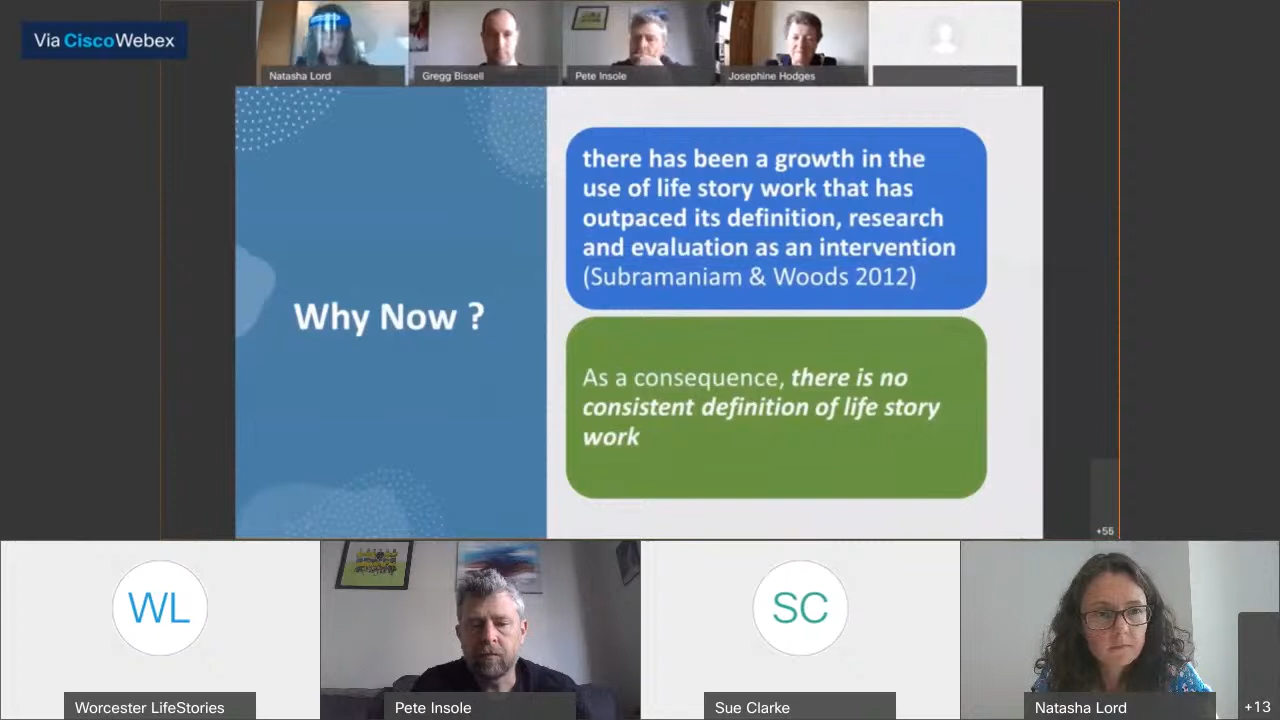 Via CiscoWebex
Natasha Lord
Gregg Bissell
Pete Insole
Josephine Hodges
Why Now ?
there has been a growth in the
use of life story work that has
outpaced its definition, research
and evaluation as an intervention
(Subramaniam & Woods 2012)
As a consequence, there is no
consistent definition of life story
work
+55
WL
Worcester LifeStories
Pete Insole
SC
Sue Clarke
Natasha Lord
+13